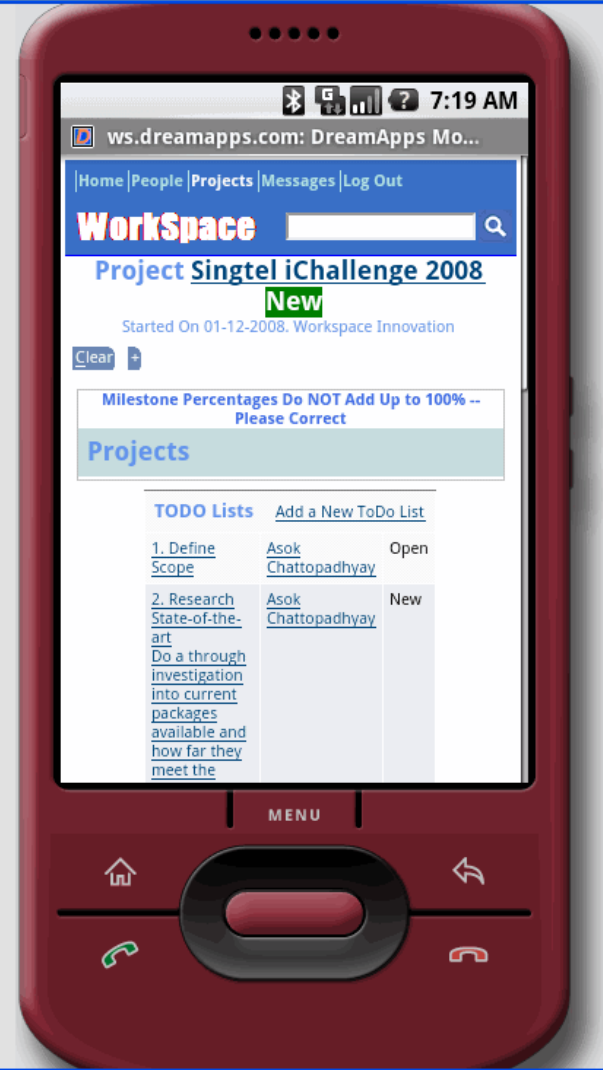 7:19 AM
ws.dreamapps.com: DreamApps Mo...
|Home|People|Projects|Messages|Log Out
WorkSpace
Project Singtel iChallenge 2008
New
Started On 01-12-2008. Workspace Innovation
Clear +
Milestone Percentages Do NOT Add Up to 100% --
Please Correct
Projects
TODO Lists Add a New ToDo List
1. Define Asok Open
Scope Chattopadhyay
2. Research Asok New
State-of-the- Chattopadhyay
art
Do a through
investigation
into current
packages
available and
how far they
meet the
MENU